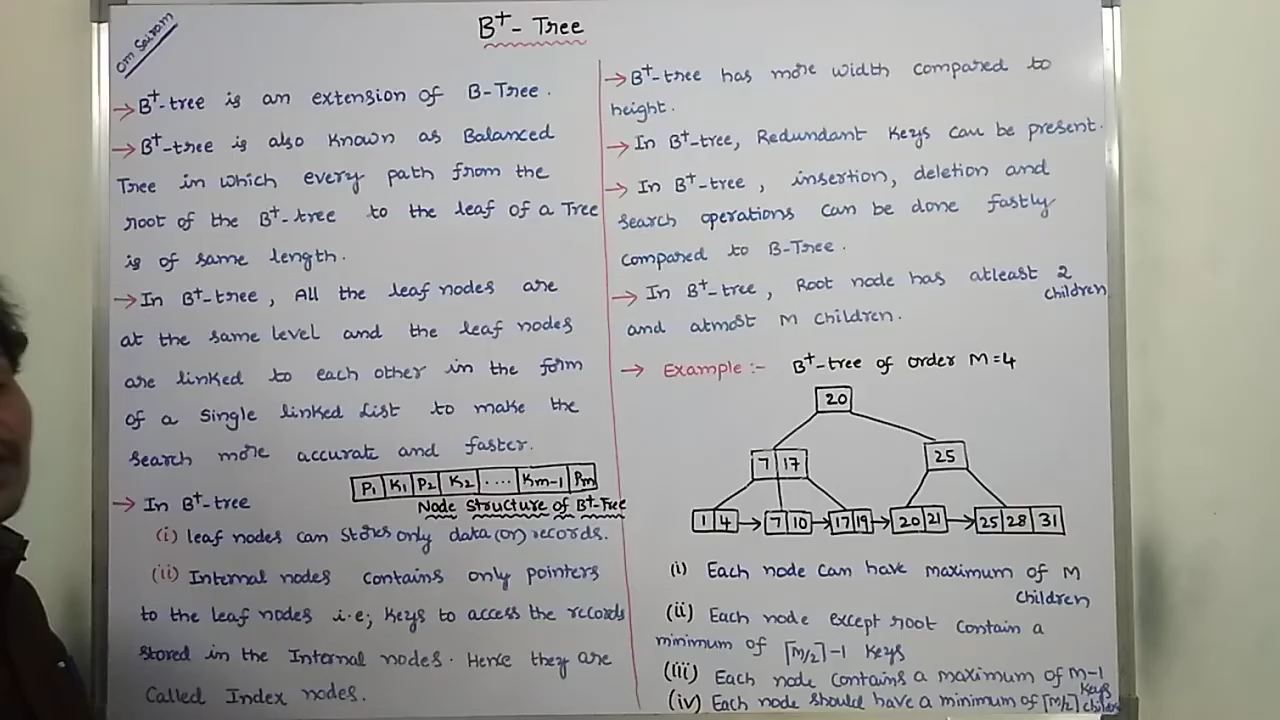 Om Sairam
B⁺- Tree
→ B⁺-tree is an extension of B-Tree.
→ B⁺-tree is also known as Balanced
Tree in which every path from the
root of the B⁺-tree to the leaf of a Tree
is of same length.
→ In B⁺-tree, All the leaf nodes are
at the same level and the leaf nodes
are linked to each other in the form
of a single linked list to make the
search more accurate and faster.
→ In B⁺-tree
P₁ K₁ P₂ K₂ .... Km-1 Pm
Node Structure of B⁺-Tree
(i) leaf nodes can stores only data (or) records.
(ii) Internal nodes contains only pointers
to the leaf nodes i.e; keys to access the records
stored in the Internal nodes. Hence they are
called Index nodes.
→ B⁺-tree has more width compared to
height.
→ In B⁺-tree, Redundant keys can be present.
→ In B⁺-tree, insertion, deletion and
search operations can be done fastly
compared to B-Tree.
→ In B⁺-tree, Root node has atleast 2
children
and atmost M children.
→ Example :- B⁺-tree of order M=4
20
7 17 25
1 4 → 7 10 → 17 19 → 20 21 → 25 28 31
(i) Each node can have maximum of M
children
(ii) Each node except root contain a
minimum of ⌈M/2⌉-1 keys
(iii) Each node contains a maximum of M-1
keys
(iv) Each node should have a minimum of ⌈M/2⌉ children